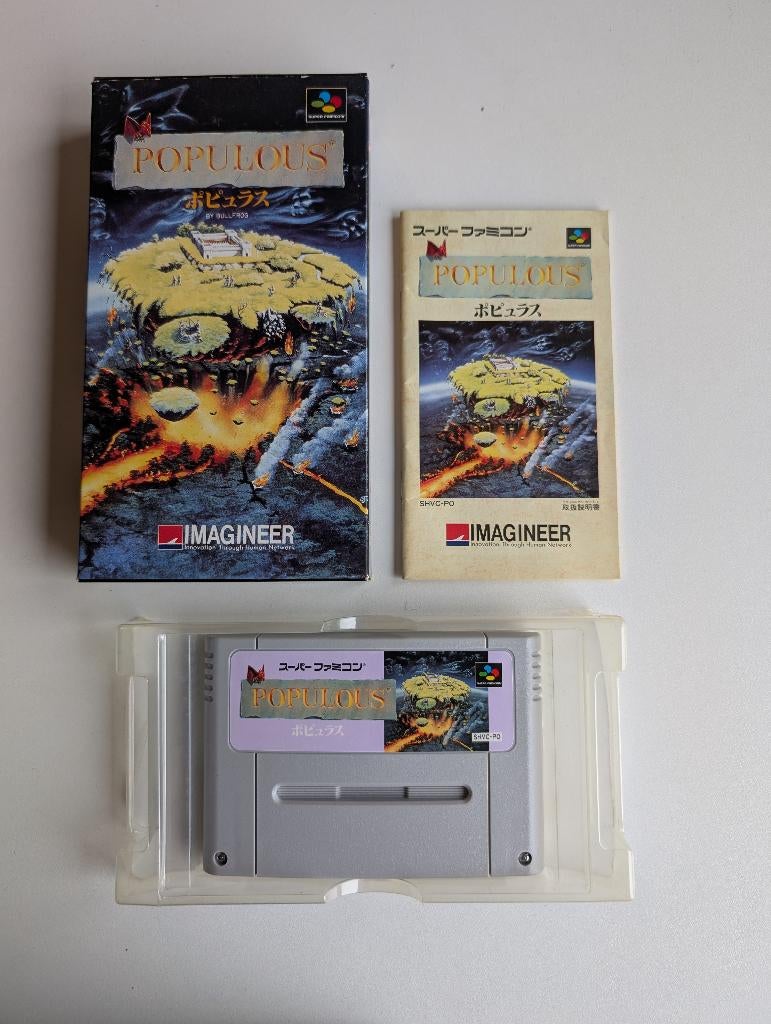 SUPER FAMICOM
POPULOUS
ポピュラス
BY BULLFROG
IMAGINEER
Innovation Through Human Network
スーパーファミコン
POPULOUS
ポピュラス
SHVC-PO
取扱説明書
IMAGINEER
Innovation Through Human Network
スーパーファミコン
POPULOUS
ポピュラス
SHVC-PO